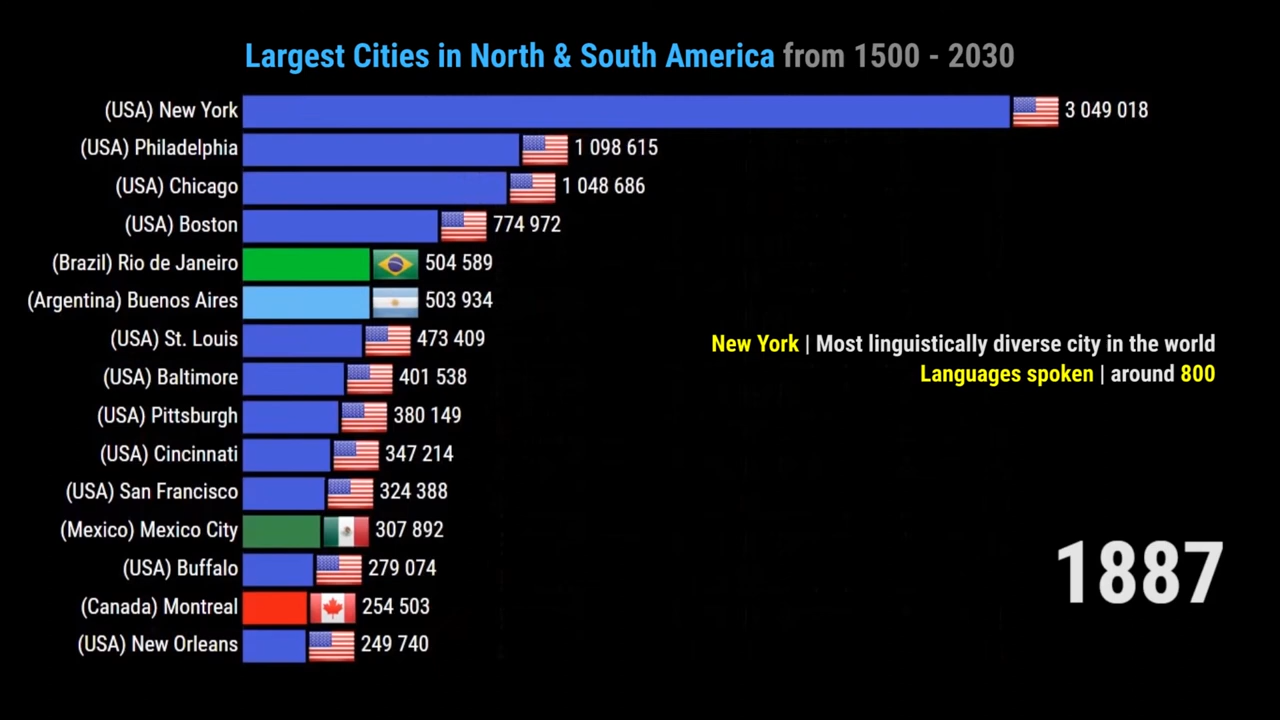 Largest Cities in North & South America from 1500 - 2030
(USA) New York 3 049 018
(USA) Philadelphia 1 098 615
(USA) Chicago 1 048 686
(USA) Boston 774 972
(Brazil) Rio de Janeiro 504 589
(Argentina) Buenos Aires 503 934
(USA) St. Louis 473 409
(USA) Baltimore 401 538
(USA) Pittsburgh 380 149
(USA) Cincinnati 347 214
(USA) San Francisco 324 388
(Mexico) Mexico City 307 892
(USA) Buffalo 279 074
(Canada) Montreal 254 503
(USA) New Orleans 249 740
New York | Most linguistically diverse city in the world
Languages spoken | around 800
1887